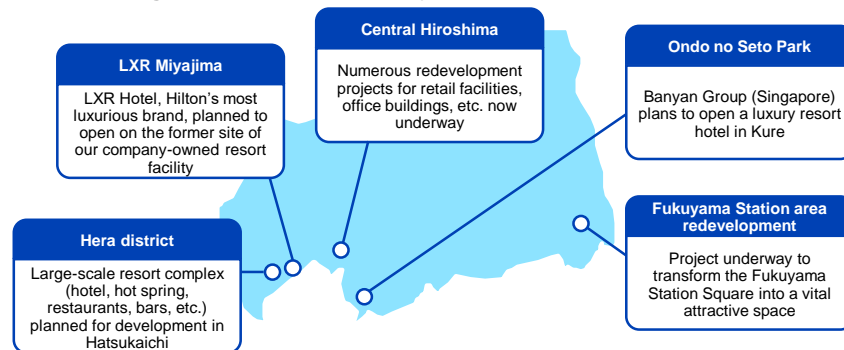 Central Hiroshima
Numerous redevelopment
projects for retail facilities,
office buildings, etc. now
underway
LXR Miyajima
LXR Hotel, Hilton's most
luxurious brand, planned to
open on the former site of
our company-owned resort
facility
Ondo no Seto Park
Banyan Group (Singapore)
plans to open a luxury resort
hotel in Kure
Hera district
Large-scale resort complex
(hotel, hot spring,
restaurants, bars, etc.)
planned for development in
Hatsukaichi
Fukuyama Station area
redevelopment
Project underway to
transform the Fukuyama
Station Square into a vital
attractive space